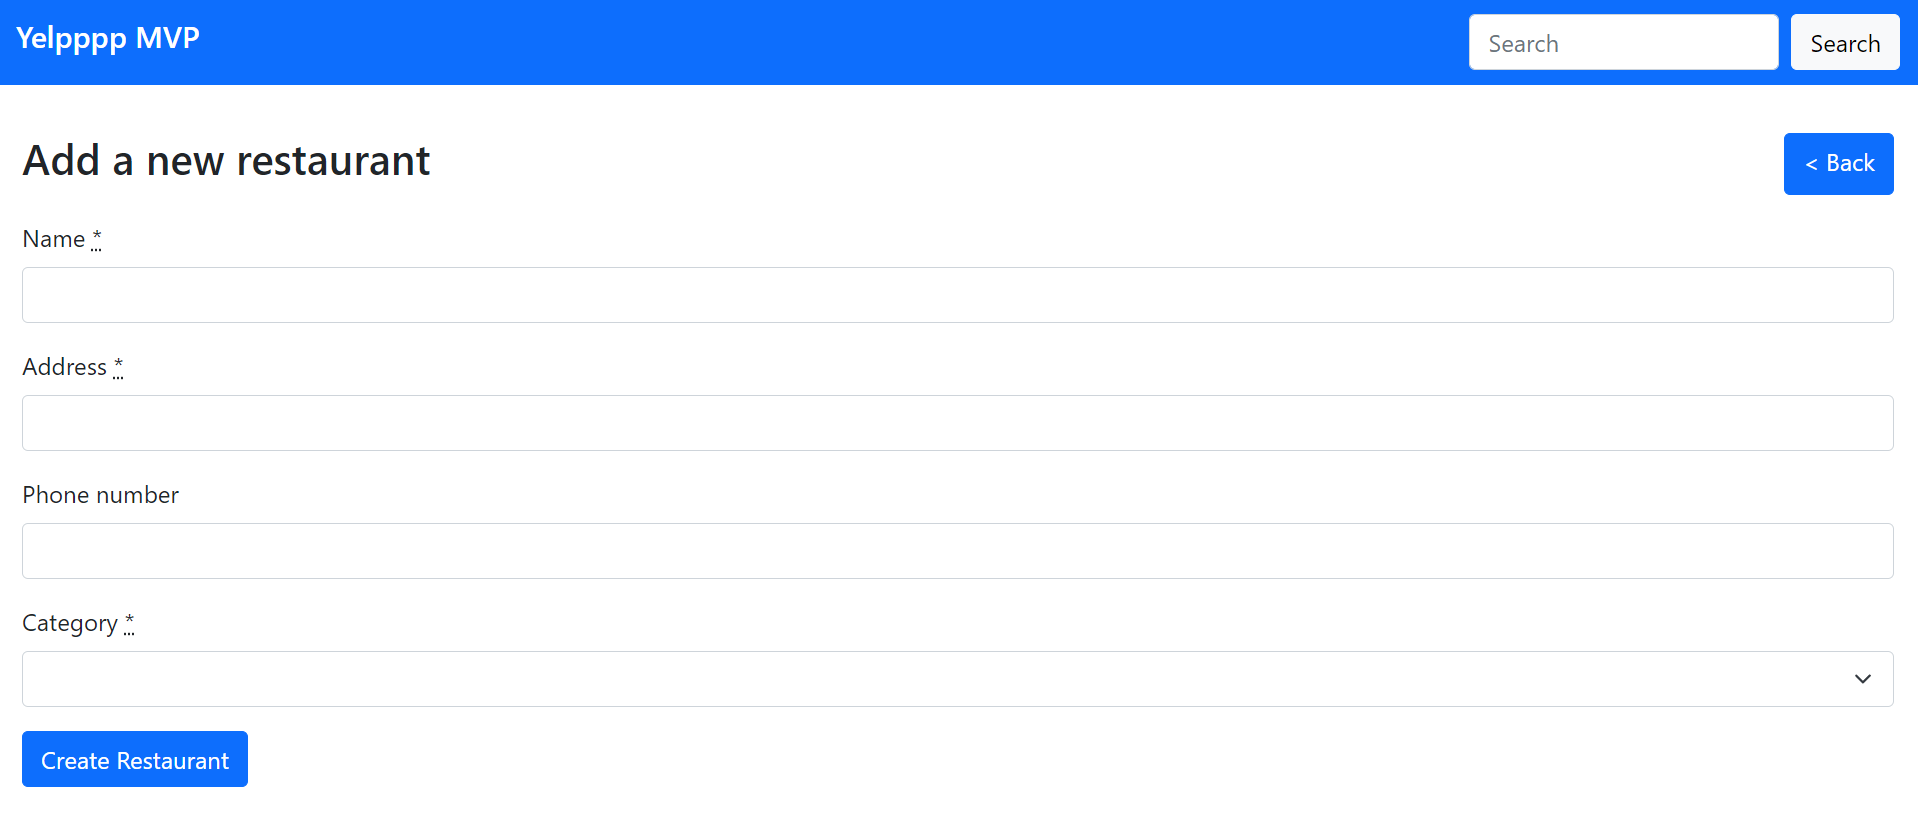 Yelpppp MVP
Search
Search
Add a new restaurant
< Back
Name *
Address *
Phone number
Category *
Create Restaurant